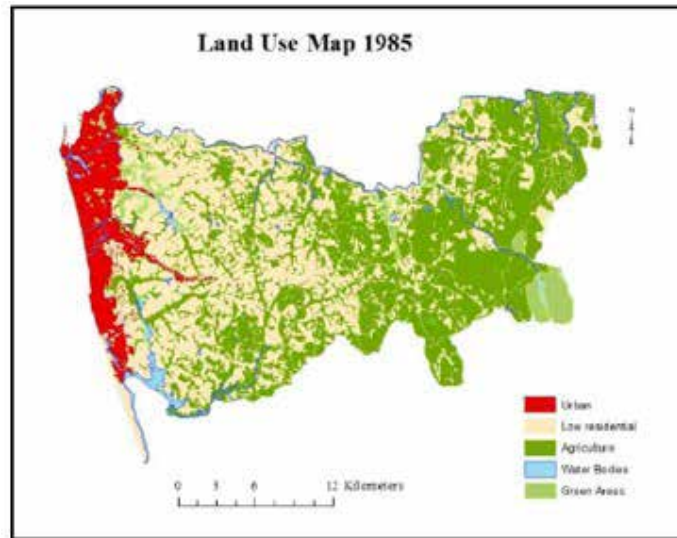 Land Use Map 1985
Urban
Low residential
Agriculture
Water Bodies
Green Areas
0 3 6 12 Kilometers